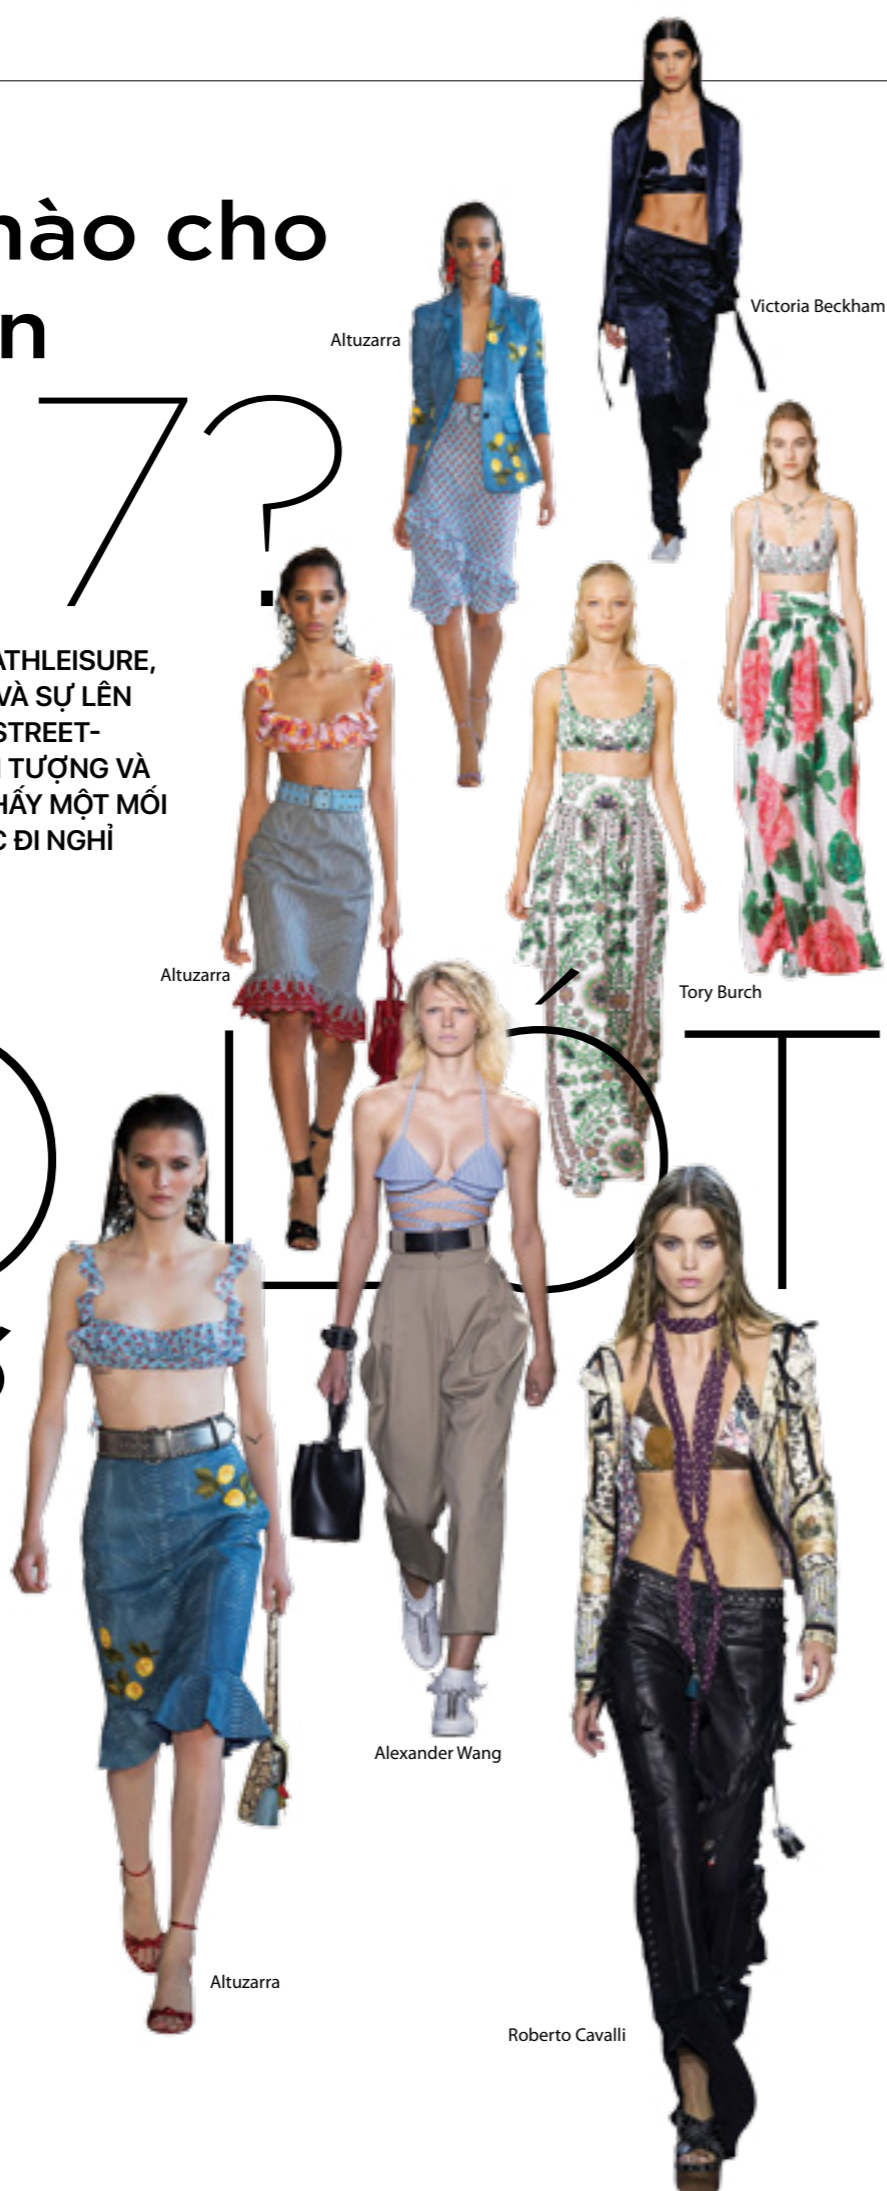 nào cho
n
7?
ATHLEISURE,
VÀ SỰ LÊN
STREET-
TƯỢNG VÀ
HẤY MỘT MỐI
C ĐI NGHỈ
Victoria Beckham
Altuzarra
Altuzarra
Tory Burch
LÓT
Alexander Wang
Altuzarra
Roberto Cavalli